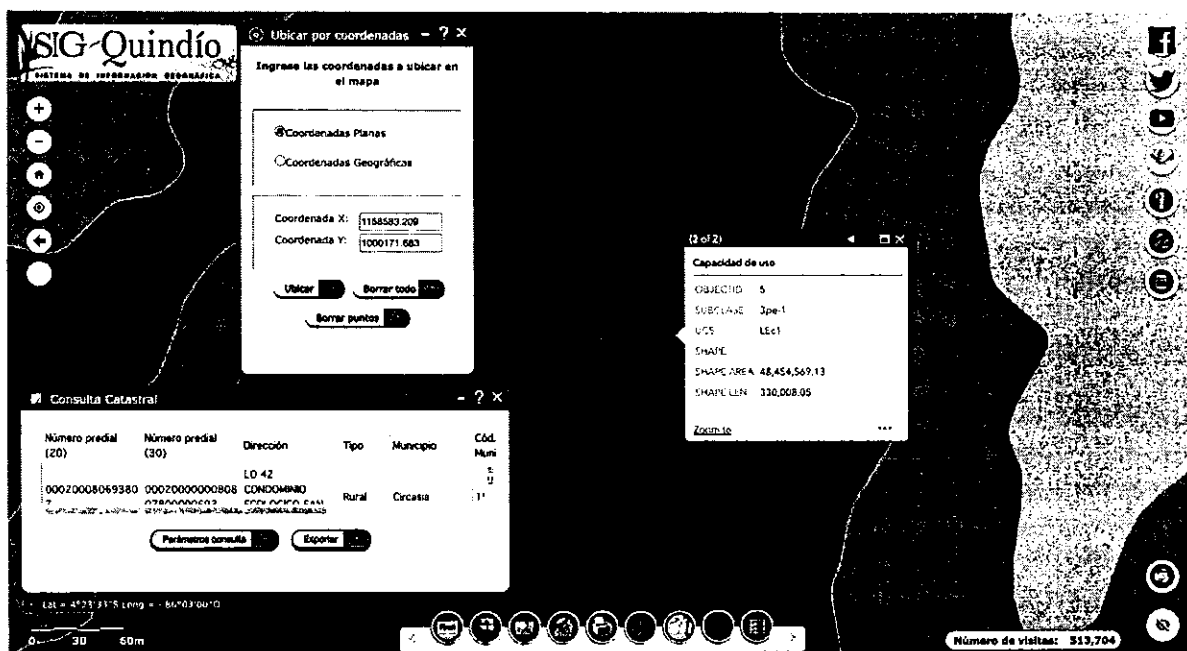 SIG-Quindío
SISTEMA DE INFORMACIÓN GEOGRÁFICA
Ubicar por coordenadas – ? ×
Ingrese las coordenadas a ubicar en
el mapa
Coordenadas Planas
Coordenadas Geográficas
Coordenada X: 1158583.209
Coordenada Y: 1000171.683
Ubicar
Borrar todo
Borrar puntos
(2 of 2)
Capacidad de uso
OBJECTID 5
SUBCLASE 3pe-1
UCS LEc1
SHAPE
SHAPE.AREA 48,454,569.13
SHAPE.LEN 330,008.05
Zoom to ...
Consulta Catastral – ? ×
Número predial (20) Número predial (30) Dirección Tipo Municipio Cód. Muni
00020008069380 00020000000808 LO 42 CONDOMINIO Rural Circasia
Parámetros consulta
Exportar
0 30 60m
Número de visitas: 513,704